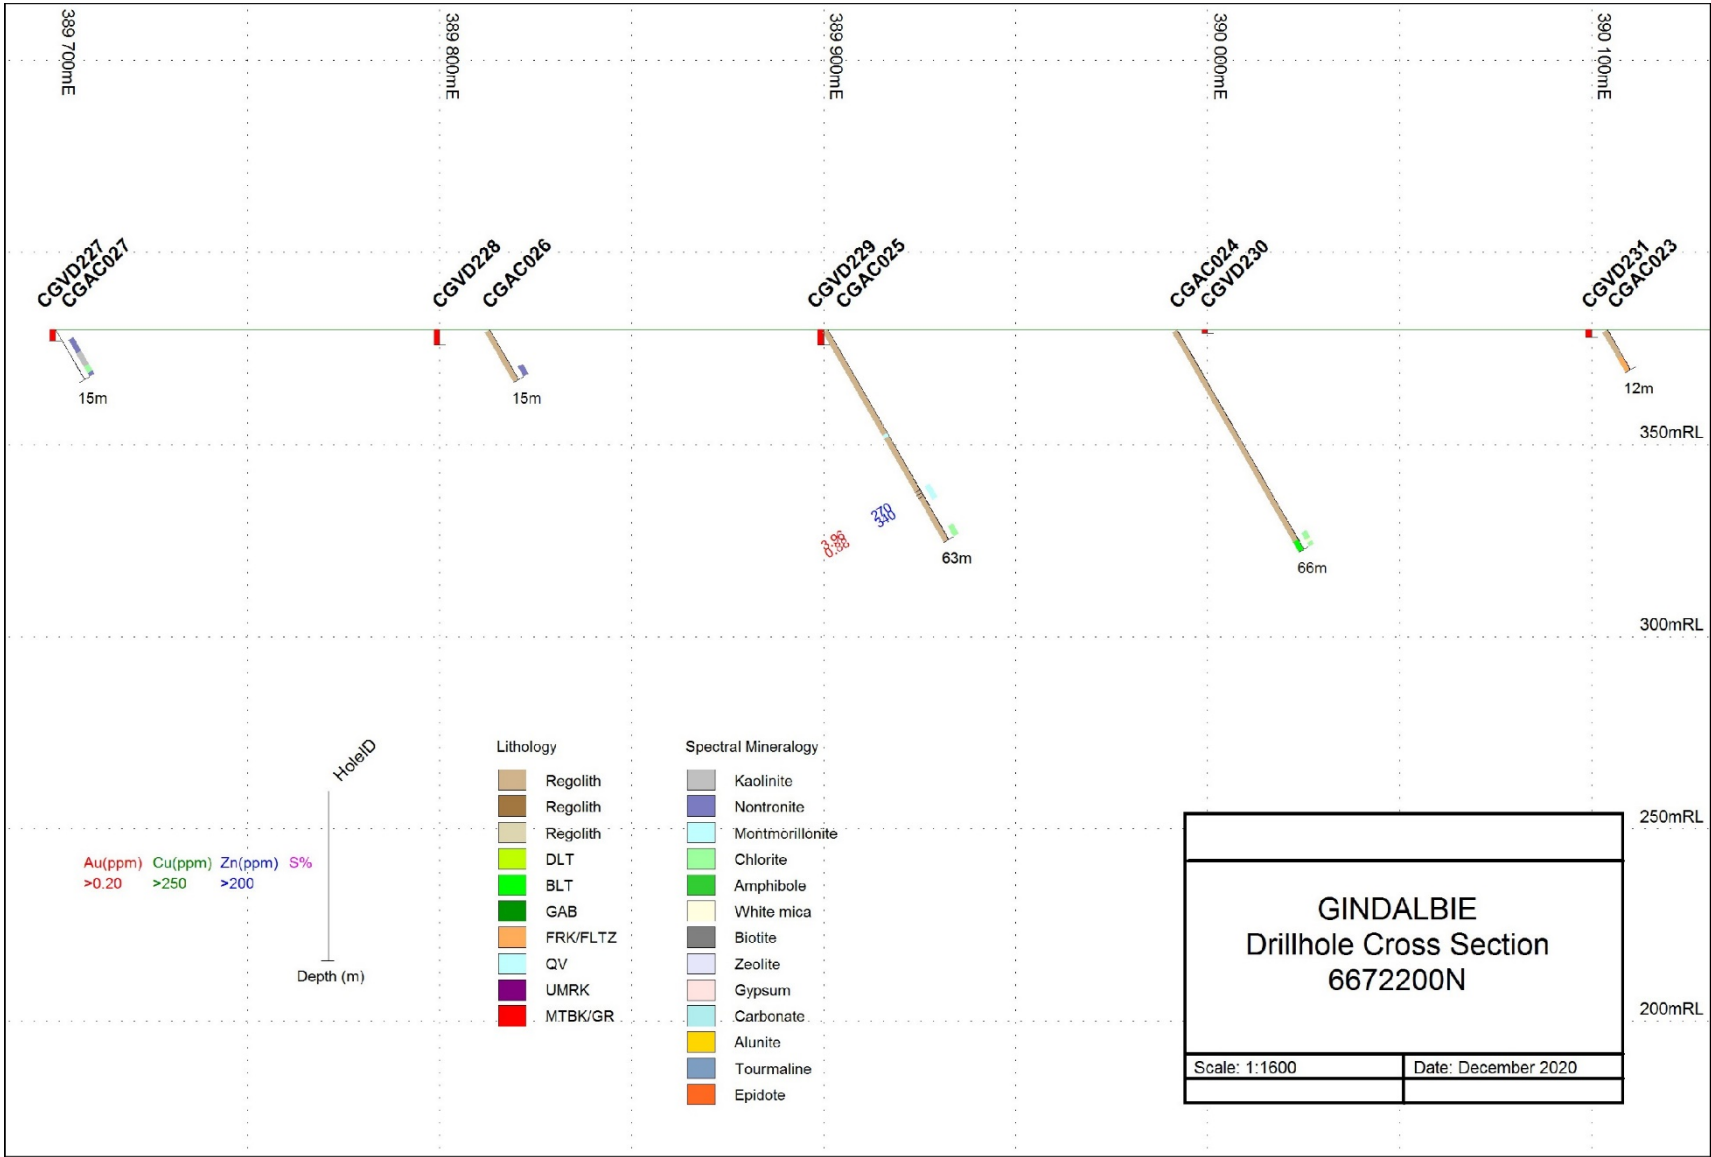 389 700mE
389 800mE
389 900mE
390 000mE
390 100mE
CGVD227
CGAC027
CGVD228
CGAC026
CGVD229
CGAC025
CGAC024
CGVD230
CGVD231
CGAC023
15m
15m
63m
66m
12m
270
340
3.96
0.88
350mRL
300mRL
250mRL
200mRL
HoleID
Depth (m)
Au(ppm) Cu(ppm) Zn(ppm) S%
>0.20 >250 >200
Lithology
Regolith
Regolith
Regolith
DLT
BLT
GAB
FRK/FLTZ
QV
UMRK
MTBK/GR
Spectral Mineralogy
Kaolinite
Nontronite
Montmorillonite
Chlorite
Amphibole
White mica
Biotite
Zeolite
Gypsum
Carbonate
Alunite
Tourmaline
Epidote
GINDALBIE
Drillhole Cross Section
6672200N
Scale: 1:1600
Date: December 2020